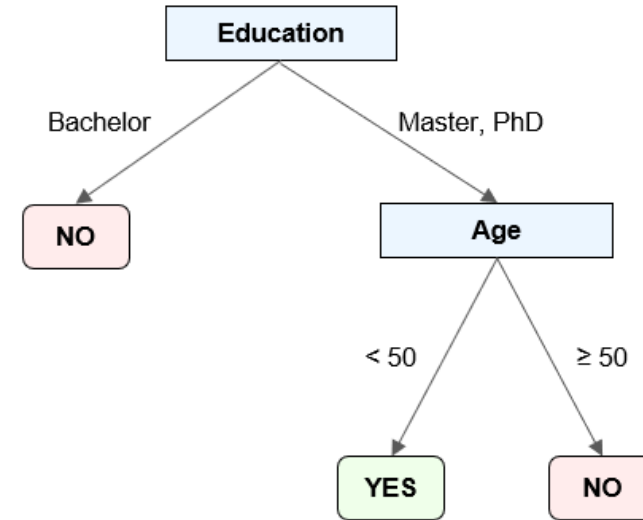 Education
Bachelor
Master, PhD
NO
Age
< 50
≥ 50
YES
NO